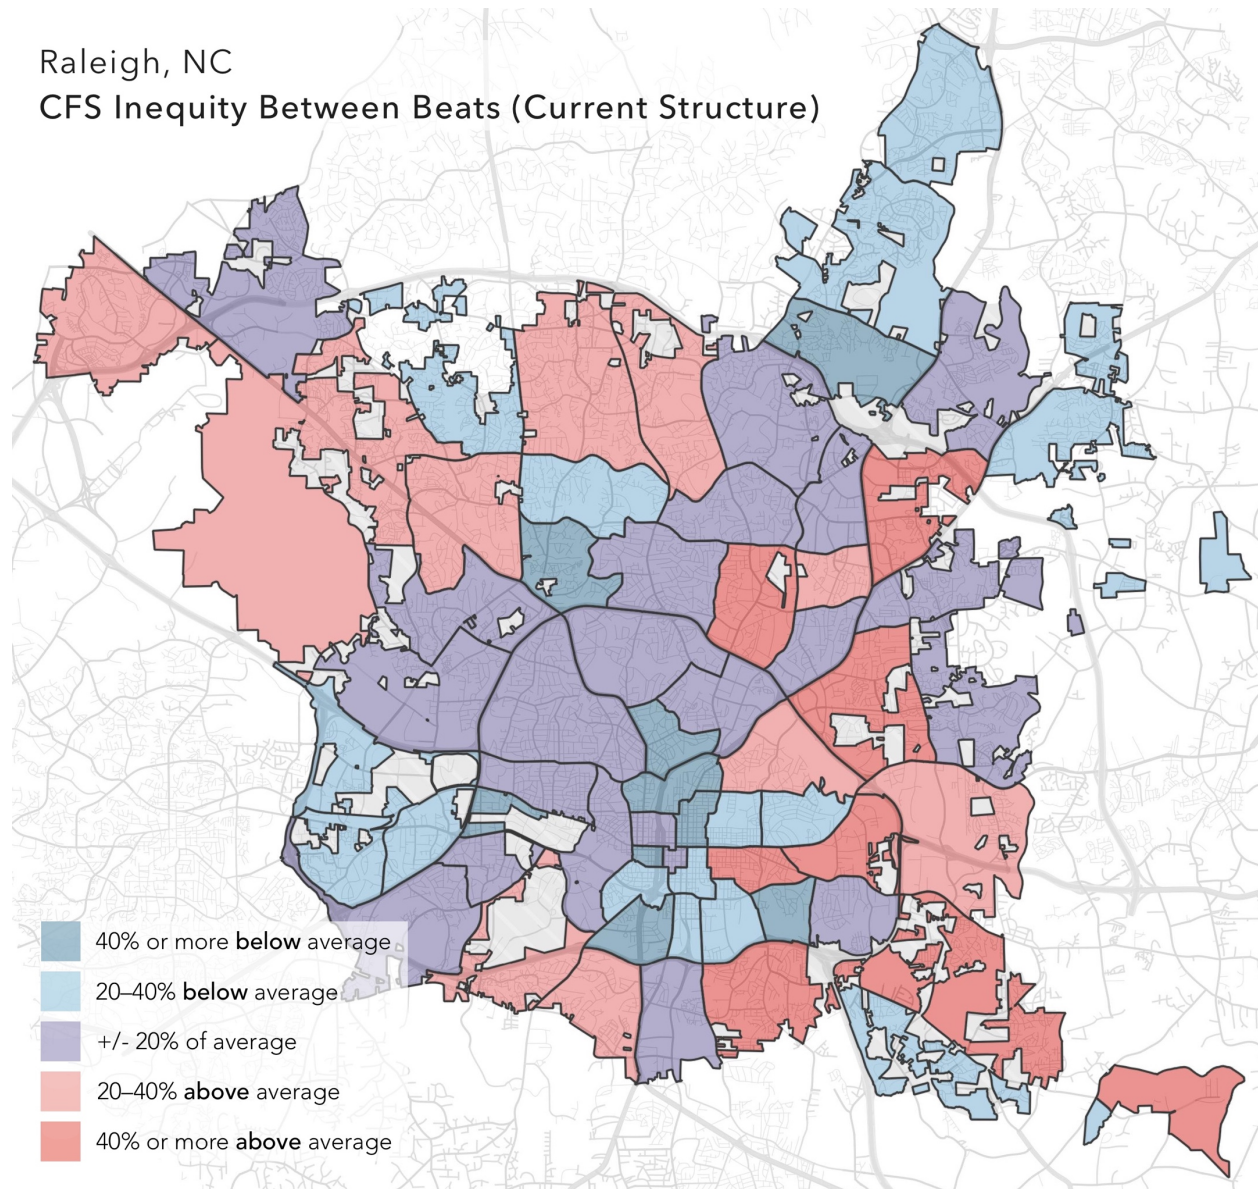 Raleigh, NC
CFS Inequity Between Beats (Current Structure)
40% or more below average
20–40% below average
+/- 20% of average
20–40% above average
40% or more above average